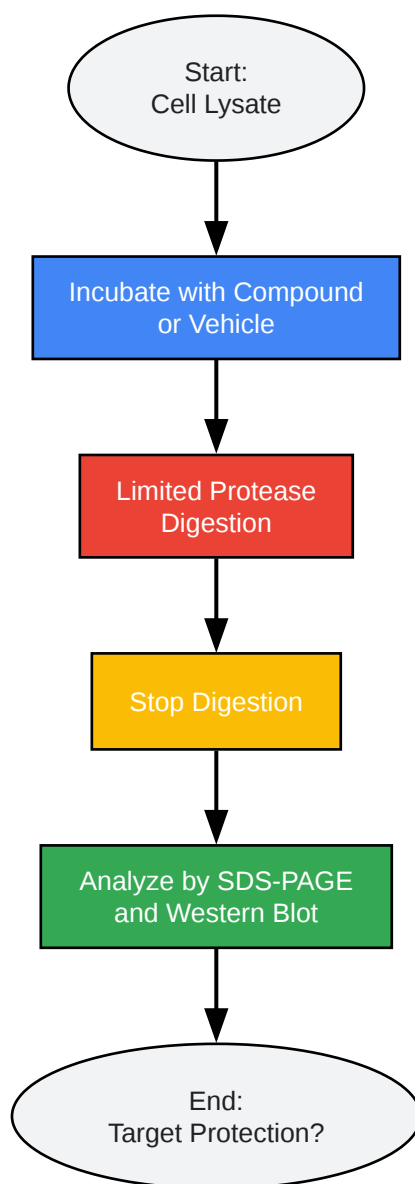 Start:
Cell Lysate
Incubate with Compound
or Vehicle
Limited Protease
Digestion
Stop Digestion
Analyze by SDS-PAGE
and Western Blot
End:
Target Protection?